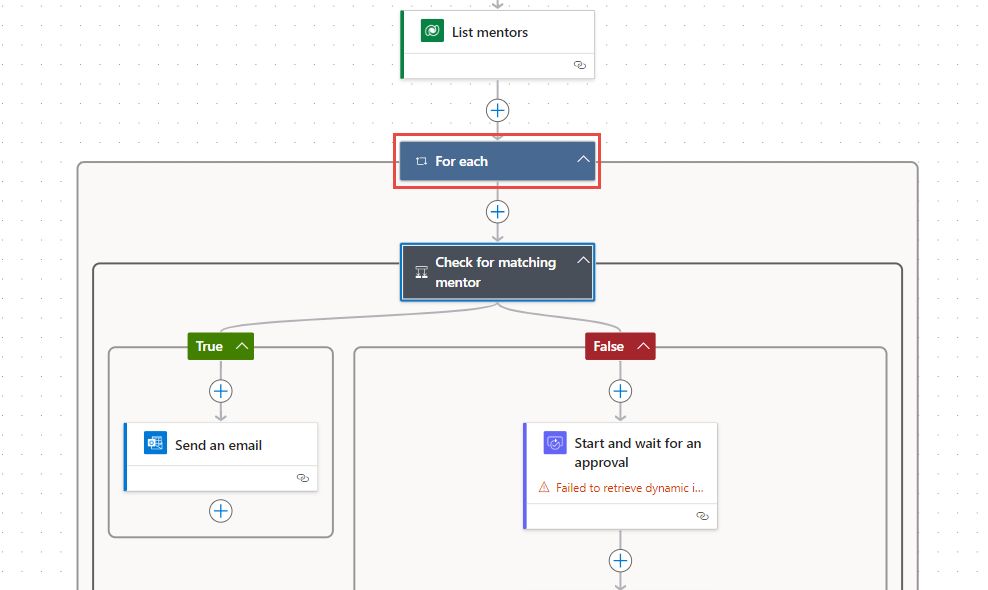 List mentors
For each
Check for matching
mentor
True
False
Send an email
Start and wait for an
approval
Failed to retrieve dynamic i...